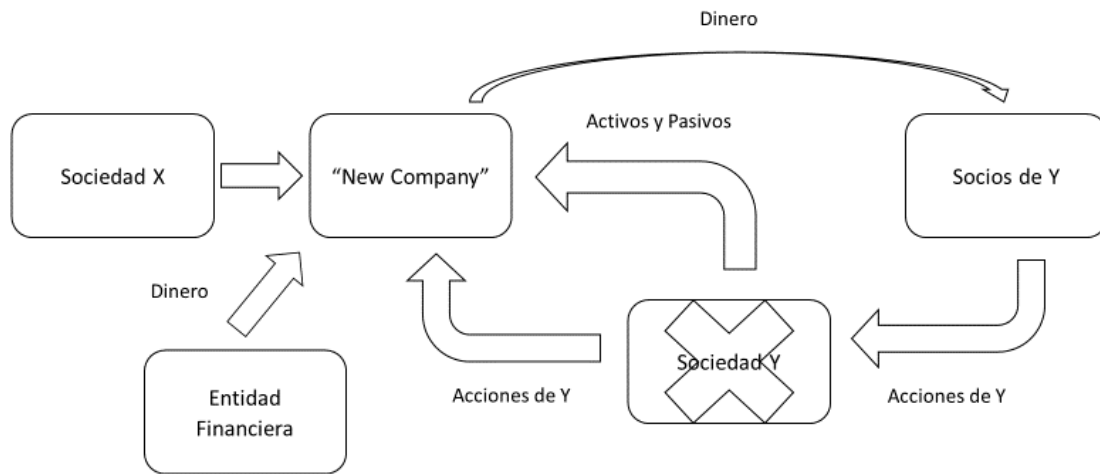 Dinero
Activos y Pasivos
Sociedad X
“New Company”
Socios de Y
Dinero
Sociedad Y
Entidad
Financiera
Acciones de Y
Acciones de Y